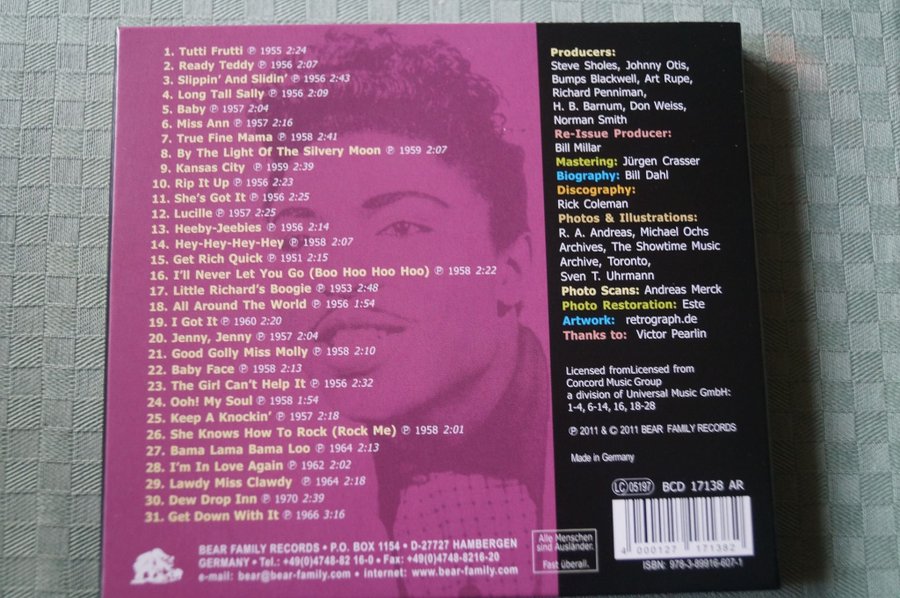 1. Tutti Frutti ℗ 1955 2:24
2. Ready Teddy ℗ 1956 2:07
3. Slippin' And Slidin' ℗ 1956 2:43
4. Long Tall Sally ℗ 1956 2:09
5. Baby ℗ 1957 2:04
6. Miss Ann ℗ 1957 2:16
7. True Fine Mama ℗ 1958 2:41
8. By The Light Of The Silvery Moon ℗ 1959 2:07
9. Kansas City ℗ 1959 2:39
10. Rip It Up ℗ 1956 2:23
11. She's Got It ℗ 1956 2:25
12. Lucille ℗ 1957 2:25
13. Heeby-Jeebies ℗ 1956 2:14
14. Hey-Hey-Hey-Hey ℗ 1958 2:07
15. Get Rich Quick ℗ 1951 2:15
16. I'll Never Let You Go (Boo Hoo Hoo Hoo) ℗ 1958 2:22
17. Little Richard's Boogie ℗ 1953 2:48
18. All Around The World ℗ 1956 1:54
19. I Got It ℗ 1960 2:20
20. Jenny, Jenny ℗ 1957 2:04
21. Good Golly Miss Molly ℗ 1958 2:10
22. Baby Face ℗ 1958 2:13
23. The Girl Can't Help It ℗ 1956 2:32
24. Ooh! My Soul ℗ 1958 1:54
25. Keep A Knockin' ℗ 1957 2:18
26. She Knows How To Rock (Rock Me) ℗ 1958 2:01
27. Bama Lama Bama Loo ℗ 1964 2:13
28. I'm In Love Again ℗ 1962 2:02
29. Lawdy Miss Clawdy ℗ 1964 2:18
30. Dew Drop Inn ℗ 1970 2:39
31. Get Down With It ℗ 1966 3:16
BEAR FAMILY RECORDS • P.O. BOX 1154 • D-27727 HAMBERGEN
GERMANY • Tel.: +49(0)4748-82 16-0 • Fax: +49(0)4748-8216-20
e-mail: bear@bear-family.com • internet: www.bear-family.com
Alle Menschen
sind Ausländer.
Fast überall.
Producers:
Steve Sholes, Johnny Otis,
Bumps Blackwell, Art Rupe,
Richard Penniman,
H. B. Barnum, Don Weiss,
Norman Smith
Re-Issue Producer:
Bill Millar
Mastering: Jürgen Crasser
Biography: Bill Dahl
Discography:
Rick Coleman
Photos & Illustrations:
R. A. Andreas, Michael Ochs
Archives, The Showtime Music
Archive, Toronto,
Sven T. Uhrmann
Photo Scans: Andreas Merck
Photo Restoration: Este
Artwork: retrograph.de
Thanks to: Victor Pearlin
Licensed fromLicensed from
Concord Music Group
a division of Universal Music GmbH:
1-4, 6-14, 16, 18-28
℗ 2011 & © 2011 BEAR FAMILY RECORDS
Made in Germany
LC 05197 BCD 17138 AR
4 000127 171382
ISBN: 978-3-89916-607-1